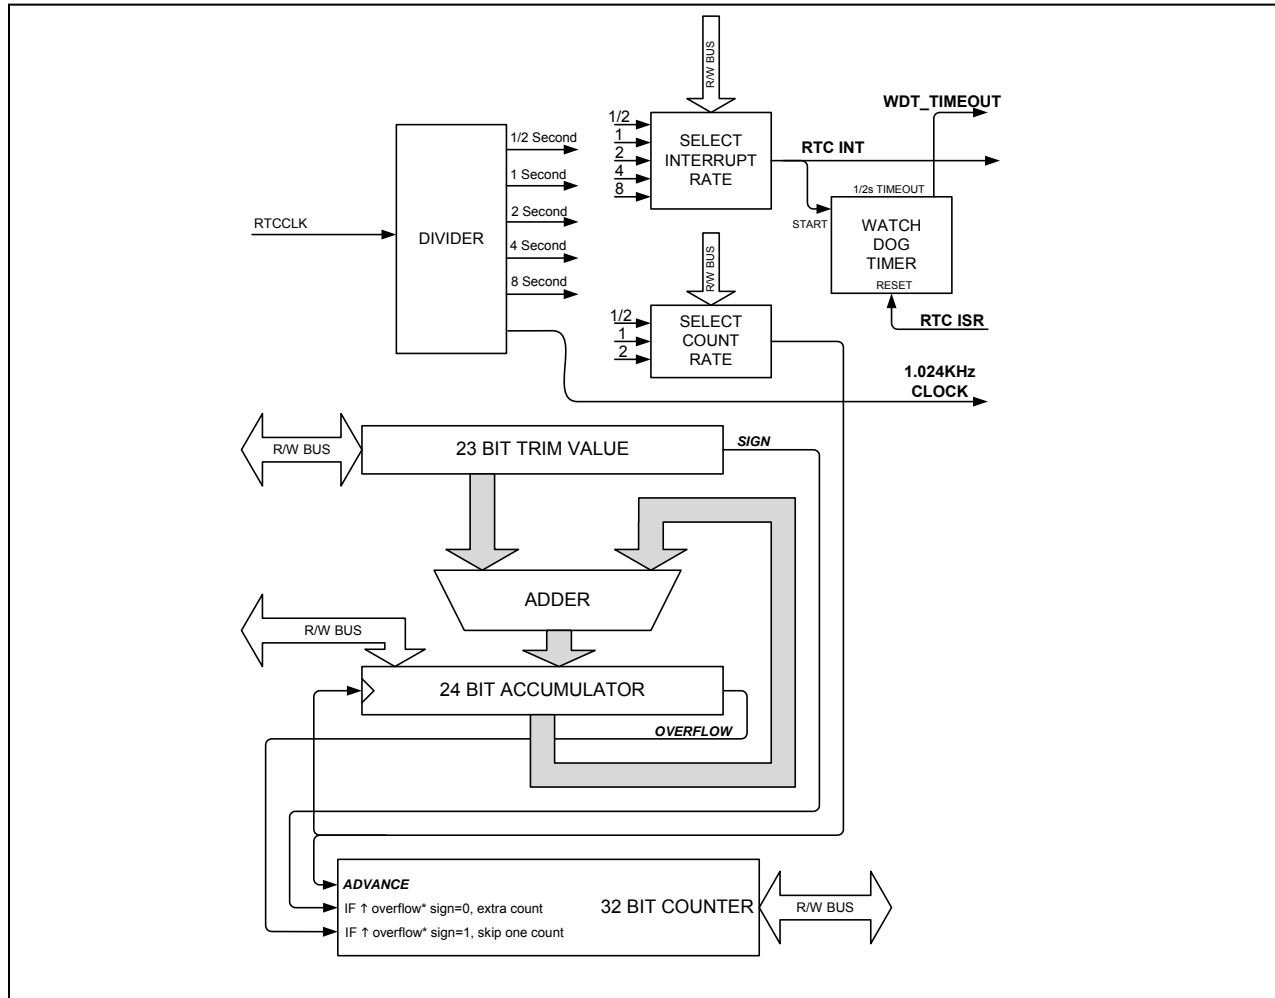 R/W BUS
WDT_TIMEOUT
1/2
1
2
4
8
SELECT
INTERRUPT
RATE
RTC INT
1/2s TIMEOUT
START
WATCH
DOG
TIMER
RESET
RTC ISR
1/2 Second
1 Second
2 Second
4 Second
8 Second
RTCCLK
DIVIDER
R/W BUS
1/2
1
2
SELECT
COUNT
RATE
1.024KHz
CLOCK
R/W BUS
23 BIT TRIM VALUE
SIGN
ADDER
R/W BUS
24 BIT ACCUMULATOR
OVERFLOW
ADVANCE
IF ↑ overflow* sign=0, extra count
IF ↑ overflow* sign=1, skip one count
32 BIT COUNTER
R/W BUS